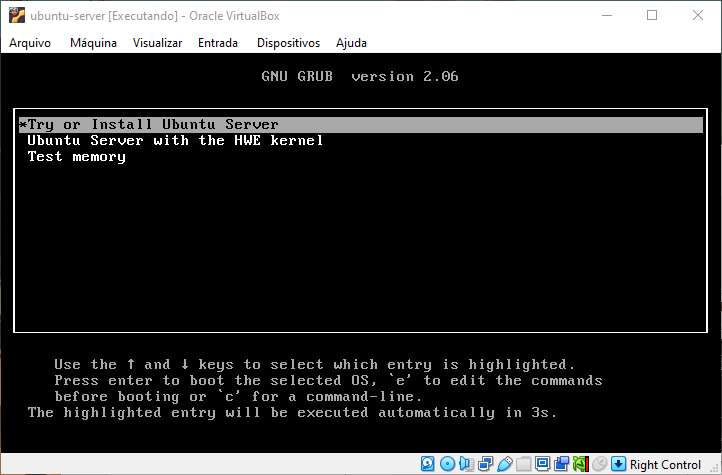 ubuntu-server [Executando] - Oracle VirtualBox
Arquivo Máquina Visualizar Entrada Dispositivos Ajuda
GNU GRUB version 2.06
*Try or Install Ubuntu Server
Ubuntu Server with the HWE kernel
Test memory
Use the ↑ and ↓ keys to select which entry is highlighted.
Press enter to boot the selected OS, `e' to edit the commands
before booting or `c' for a command-line.
The highlighted entry will be executed automatically in 3s.
Right Control